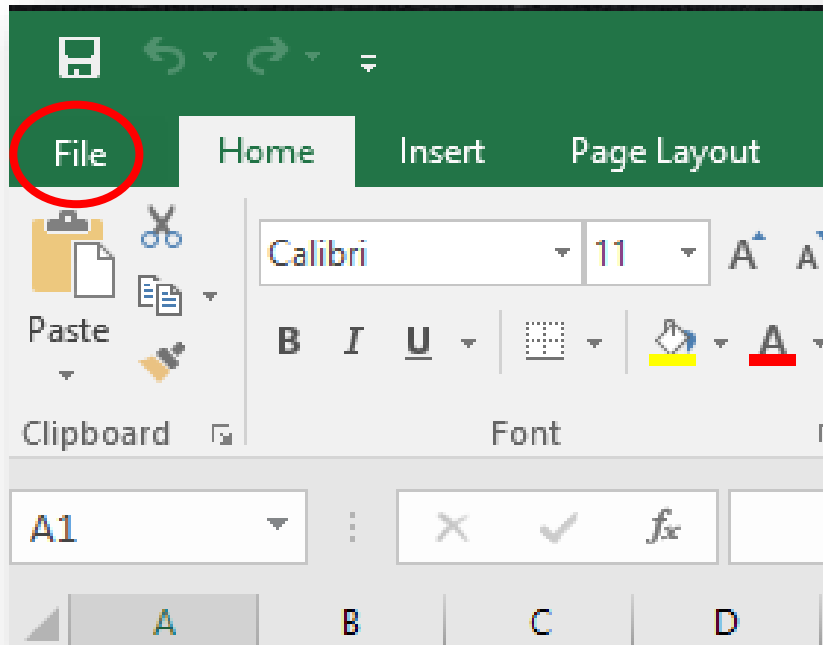 File Home Insert Page Layout
Calibri 11 A A
Paste B I U A
Clipboard Font
A1 fx
A B C D